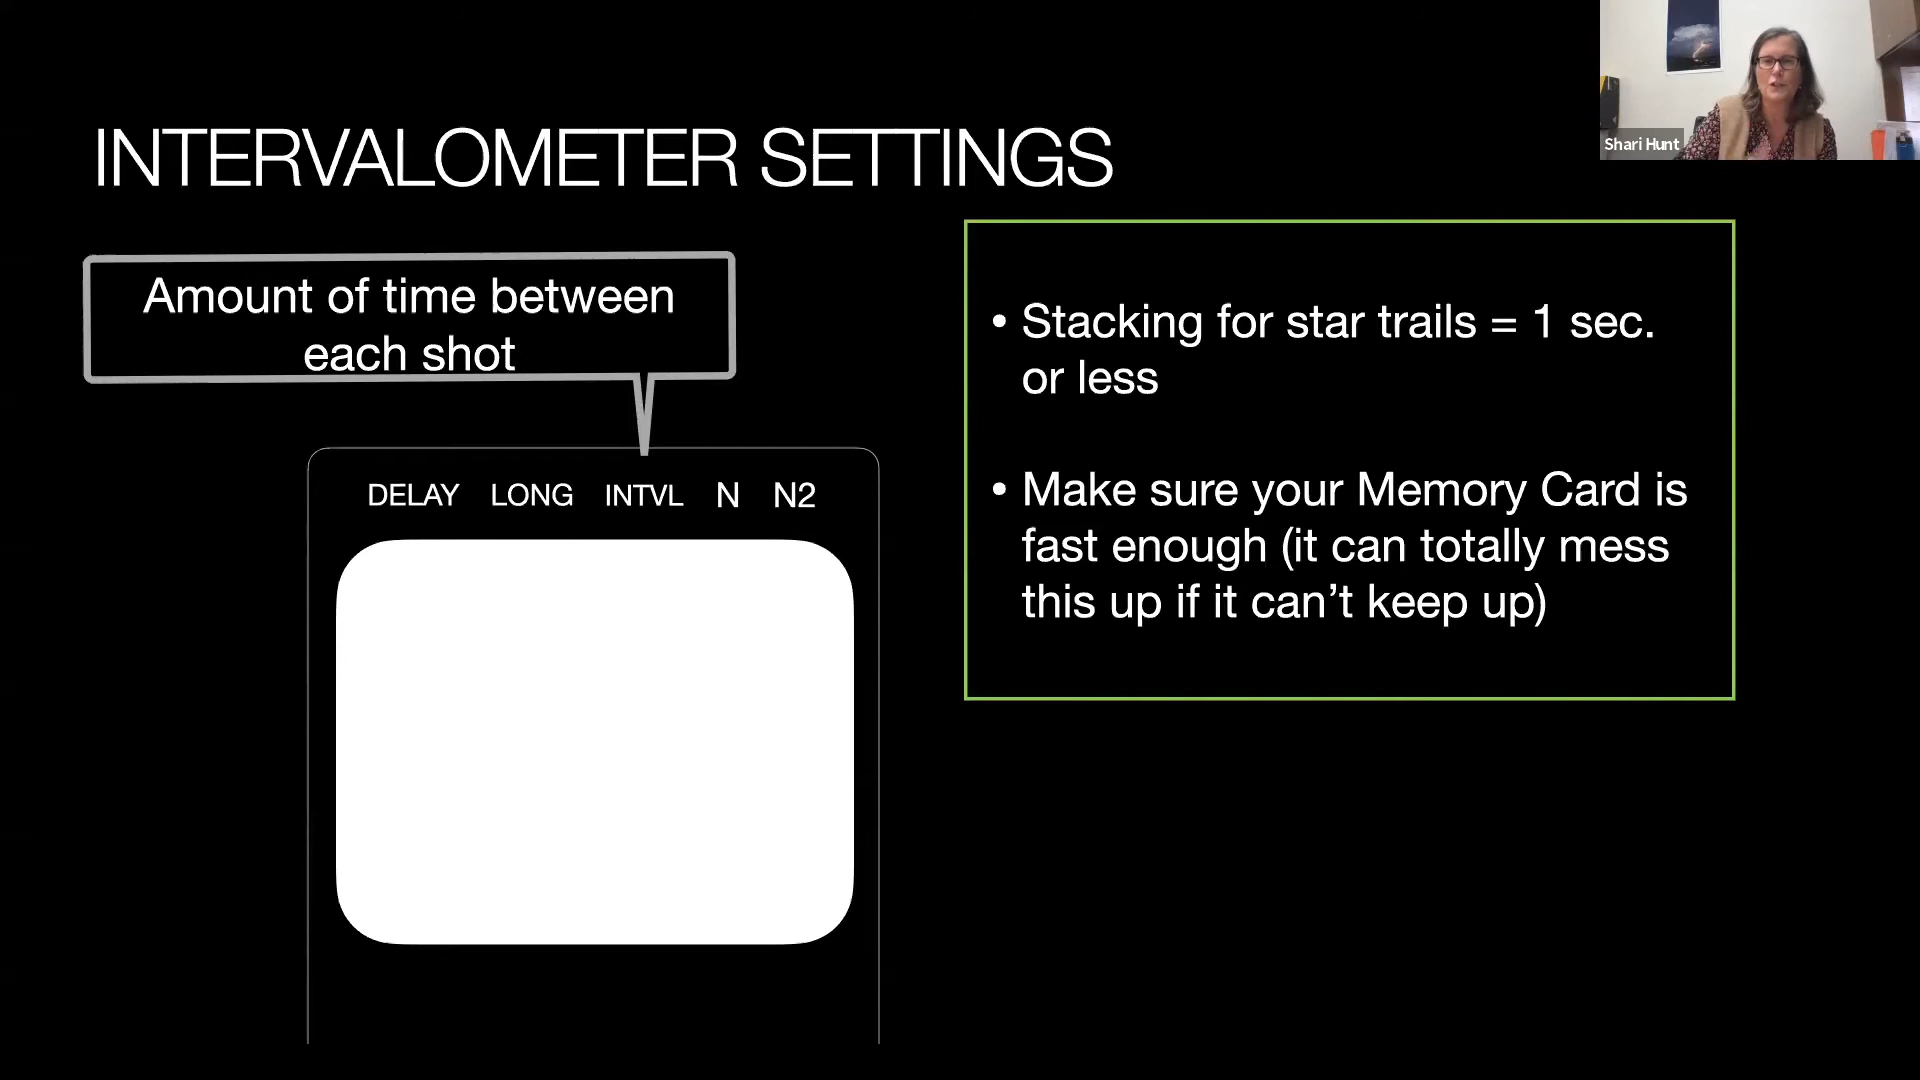 INTERVALOMETER SETTINGS
Shari Hunt
Amount of time between
each shot
DELAY LONG INTVL N N2
• Stacking for star trails = 1 sec.
or less
• Make sure your Memory Card is
fast enough (it can totally mess
this up if it can’t keep up)